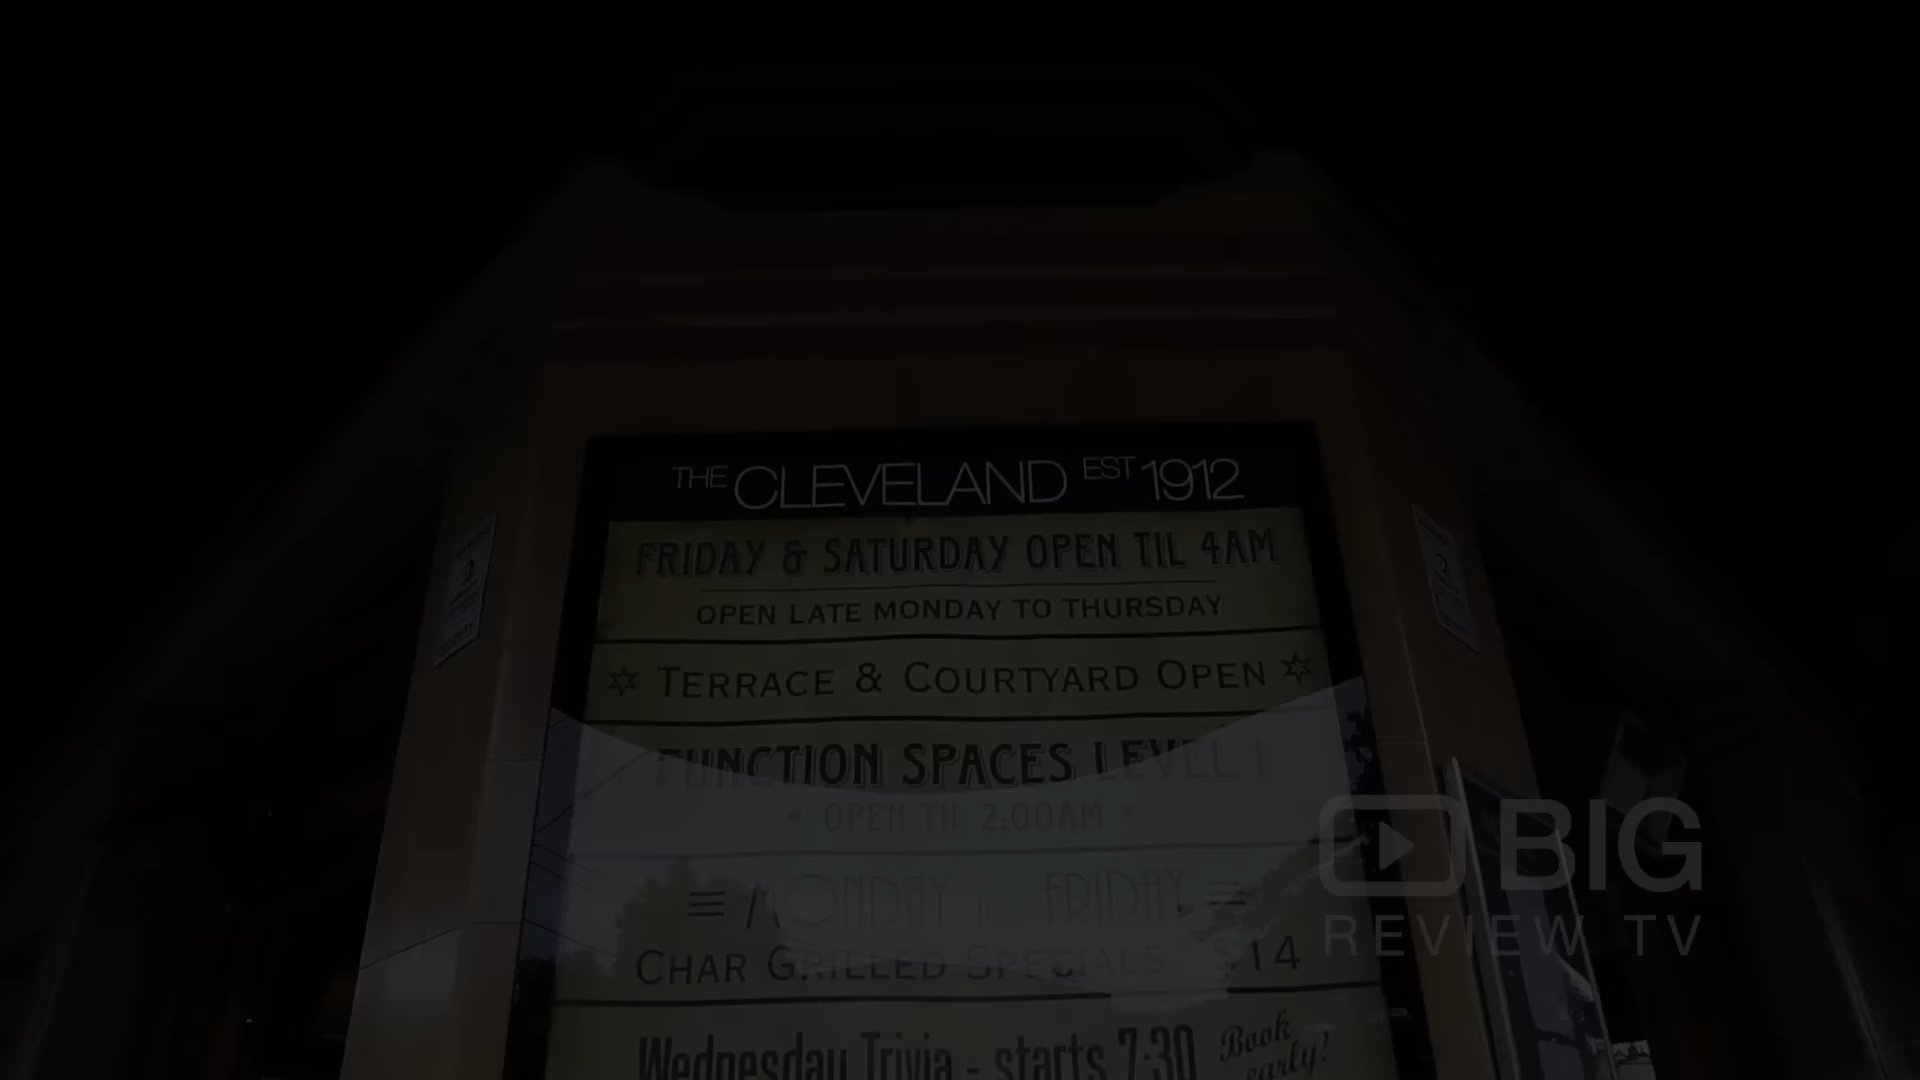 THE CLEVELAND EST 1912
FRIDAY & SATURDAY OPEN TIL 4AM
OPEN LATE MONDAY TO THURSDAY
TERRACE & COURTYARD OPEN
FUNCTION SPACES LEVEL 1
OPEN TIL 2:00AM
MONDAY FRIDAY
CHAR GRILLED SPECIALS $14
Wednesday Trivia - starts 7:30
Book early!
BIG
REVIEW TV